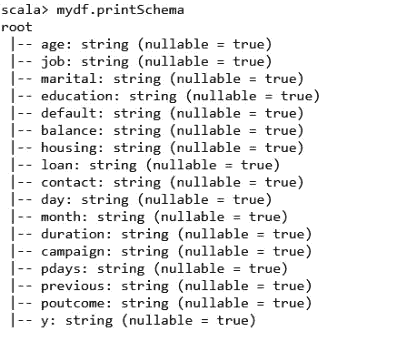 scala> mydf.printSchema
root
|-- age: string (nullable = true)
|-- job: string (nullable = true)
|-- marital: string (nullable = true)
|-- education: string (nullable = true)
|-- default: string (nullable = true)
|-- balance: string (nullable = true)
|-- housing: string (nullable = true)
|-- loan: string (nullable = true)
|-- contact: string (nullable = true)
|-- day: string (nullable = true)
|-- month: string (nullable = true)
|-- duration: string (nullable = true)
|-- campaign: string (nullable = true)
|-- pdays: string (nullable = true)
|-- previous: string (nullable = true)
|-- poutcome: string (nullable = true)
|-- y: string (nullable = true)